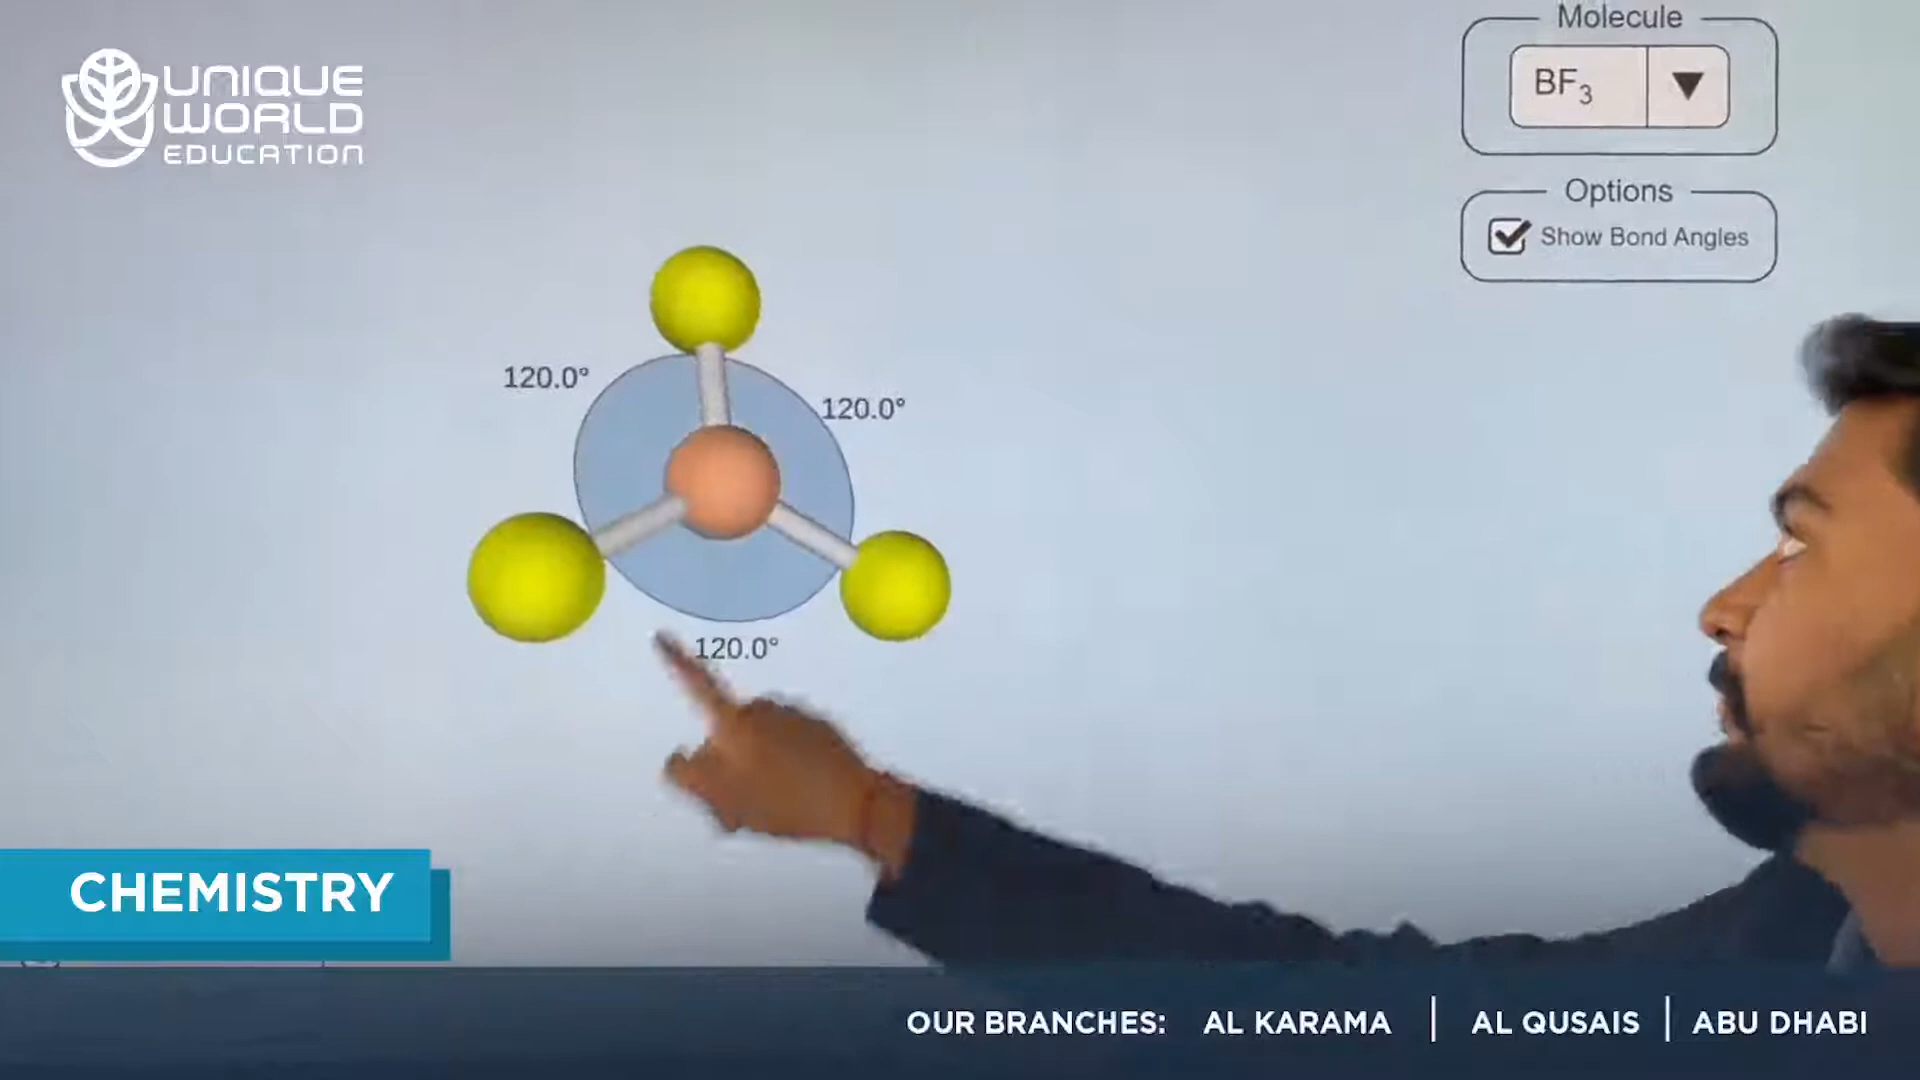 UNIQUE
WORLD
EDUCATION
Molecule
BF₃
Options
Show Bond Angles
120.0°
120.0°
120.0°
CHEMISTRY
OUR BRANCHES: AL KARAMA | AL QUSAIS | ABU DHABI